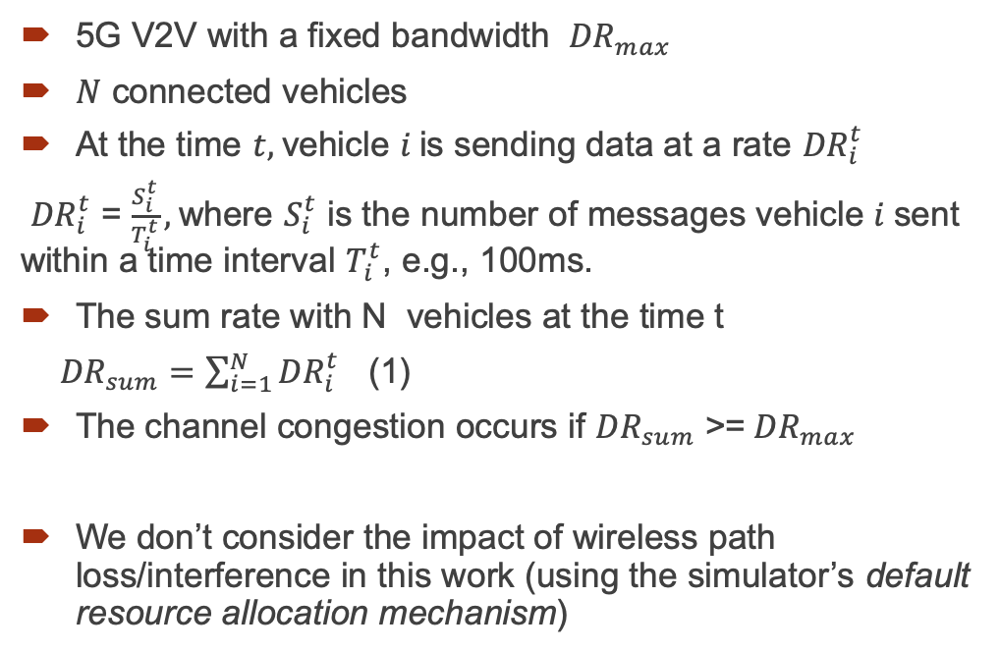 5G V2V with a fixed bandwidth $DR_{max}$
$N$ connected vehicles
At the time $t$, vehicle $i$ is sending data at a rate $DR_i^t$
$DR_i^t = \frac{S_i^t}{T_i^t}$, where $S_i^t$ is the number of messages vehicle $i$ sent
within a time interval $T_i^t$, e.g., 100ms.
The sum rate with N vehicles at the time t
$DR_{sum} = \sum_{i=1}^{N} DR_i^t$ (1)
The channel congestion occurs if $DR_{sum}$ >= $DR_{max}$
We don’t consider the impact of wireless path
loss/interference in this work (using the simulator’s default
resource allocation mechanism)